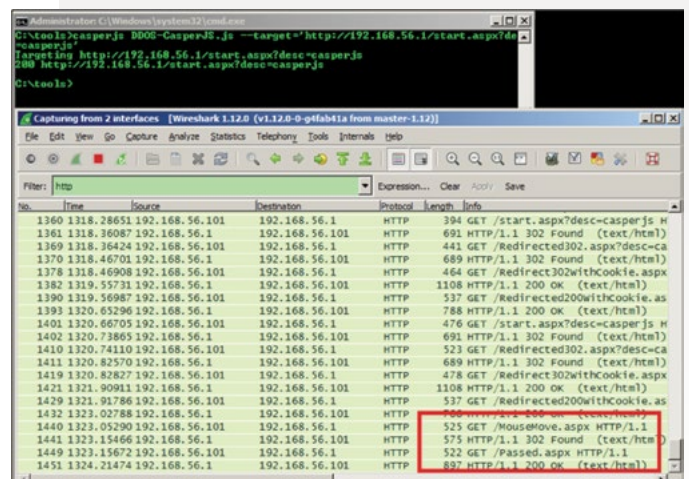 Administrator: C:\Windows\system32\cmd.exe
C:\tools>casperjs DDOS-CasperJS.js --target='http://192.168.56.1/start.aspx?de
=casperjs'
Targeting http://192.168.56.1/start.aspx?desc=casperjs
200 http://192.168.56.1/start.aspx?desc=casperjs
C:\tools>
Capturing from 2 interfaces [Wireshark 1.12.0 (v1.12.0-0-g4fab41a from master-1.12)]
File Edit View Go Capture Analyze Statistics Telephony Tools Internals Help
Filter: http Expression... Clear Apply Save
No. Time Source Destination Protocol Length Info
1360 1318.28651 192.168.56.101 192.168.56.1 HTTP 394 GET /start.aspx?desc=casperjs H
1361 1318.36087 192.168.56.1 192.168.56.101 HTTP 691 HTTP/1.1 302 Found (text/html)
1369 1318.36424 192.168.56.101 192.168.56.1 HTTP 441 GET /Redirected302.aspx?desc=ca
1370 1318.46701 192.168.56.1 192.168.56.101 HTTP 689 HTTP/1.1 302 Found (text/html)
1378 1318.46908 192.168.56.101 192.168.56.1 HTTP 464 GET /Redirect302withCookie.aspx
1382 1319.55731 192.168.56.1 192.168.56.101 HTTP 1108 HTTP/1.1 200 OK (text/html)
1390 1319.56987 192.168.56.101 192.168.56.1 HTTP 537 GET /Redirected200withCookie.as
1393 1320.65296 192.168.56.1 192.168.56.101 HTTP 788 HTTP/1.1 200 OK (text/html)
1401 1320.66705 192.168.56.101 192.168.56.1 HTTP 476 GET /start.aspx?desc=casperjs H
1402 1320.73865 192.168.56.1 192.168.56.101 HTTP 691 HTTP/1.1 302 Found (text/html)
1410 1320.74110 192.168.56.101 192.168.56.1 HTTP 523 GET /Redirected302.aspx?desc=ca
1411 1320.82570 192.168.56.1 192.168.56.101 HTTP 689 HTTP/1.1 302 Found (text/html)
1419 1320.82827 192.168.56.101 192.168.56.1 HTTP 478 GET /Redirect302withCookie.aspx
1421 1321.90911 192.168.56.1 192.168.56.101 HTTP 1108 HTTP/1.1 200 OK (text/html)
1429 1321.91786 192.168.56.101 192.168.56.1 HTTP 537 GET /Redirected200withCookie.as
1432 1323.02788 192.168.56.1 192.168.56.101 HTTP HTTP/1.1 200 OK (text/html)
1440 1323.05290 192.168.56.101 192.168.56.1 HTTP 525 GET /MouseMove.aspx HTTP/1.1
1441 1323.15466 192.168.56.1 192.168.56.101 HTTP 575 HTTP/1.1 302 Found (text/html)
1449 1323.15672 192.168.56.101 192.168.56.1 HTTP 522 GET /Passed.aspx HTTP/1.1
1451 1324.21474 192.168.56.1 192.168.56.101 HTTP 897 HTTP/1.1 200 OK (text/html)